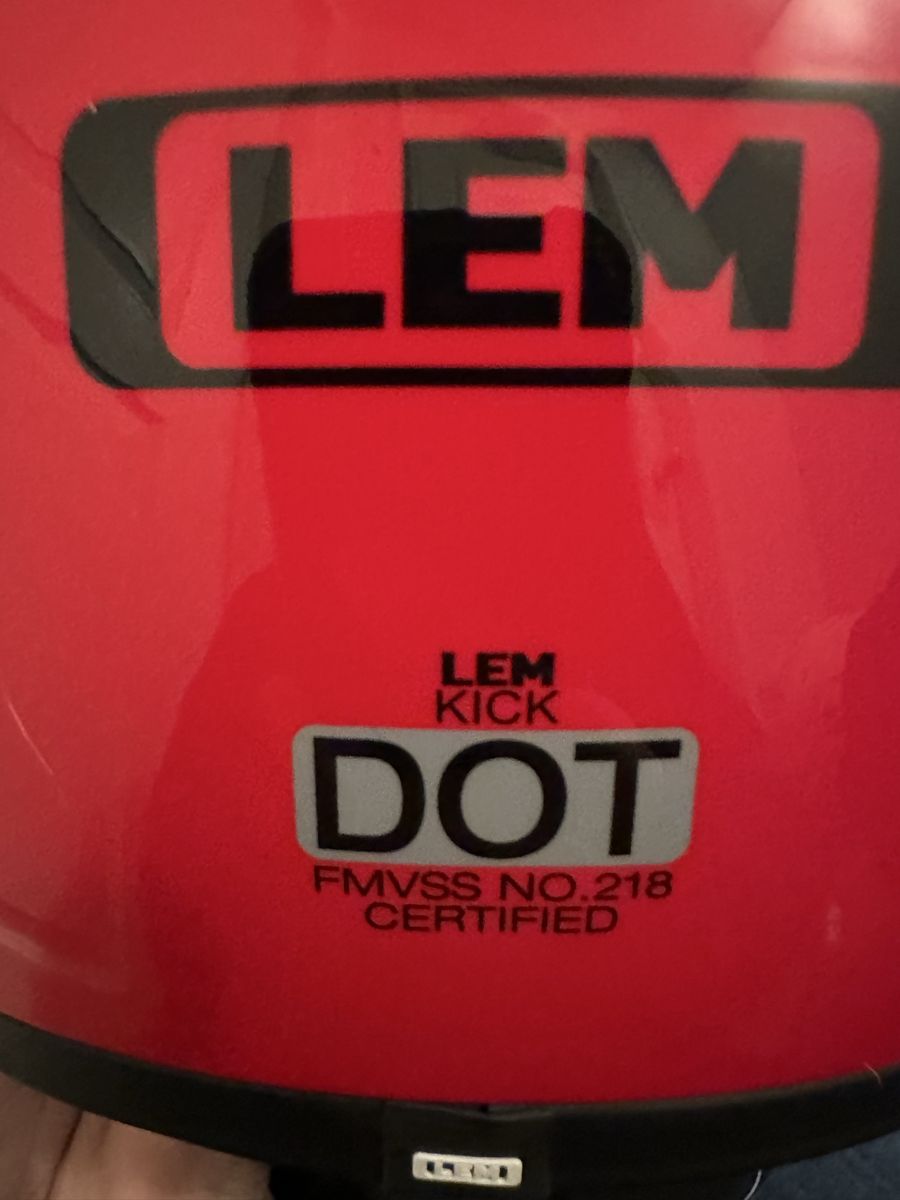 LEM
LEM
KICK
DOT
FMVSS NO.218
CERTIFIED
LEM